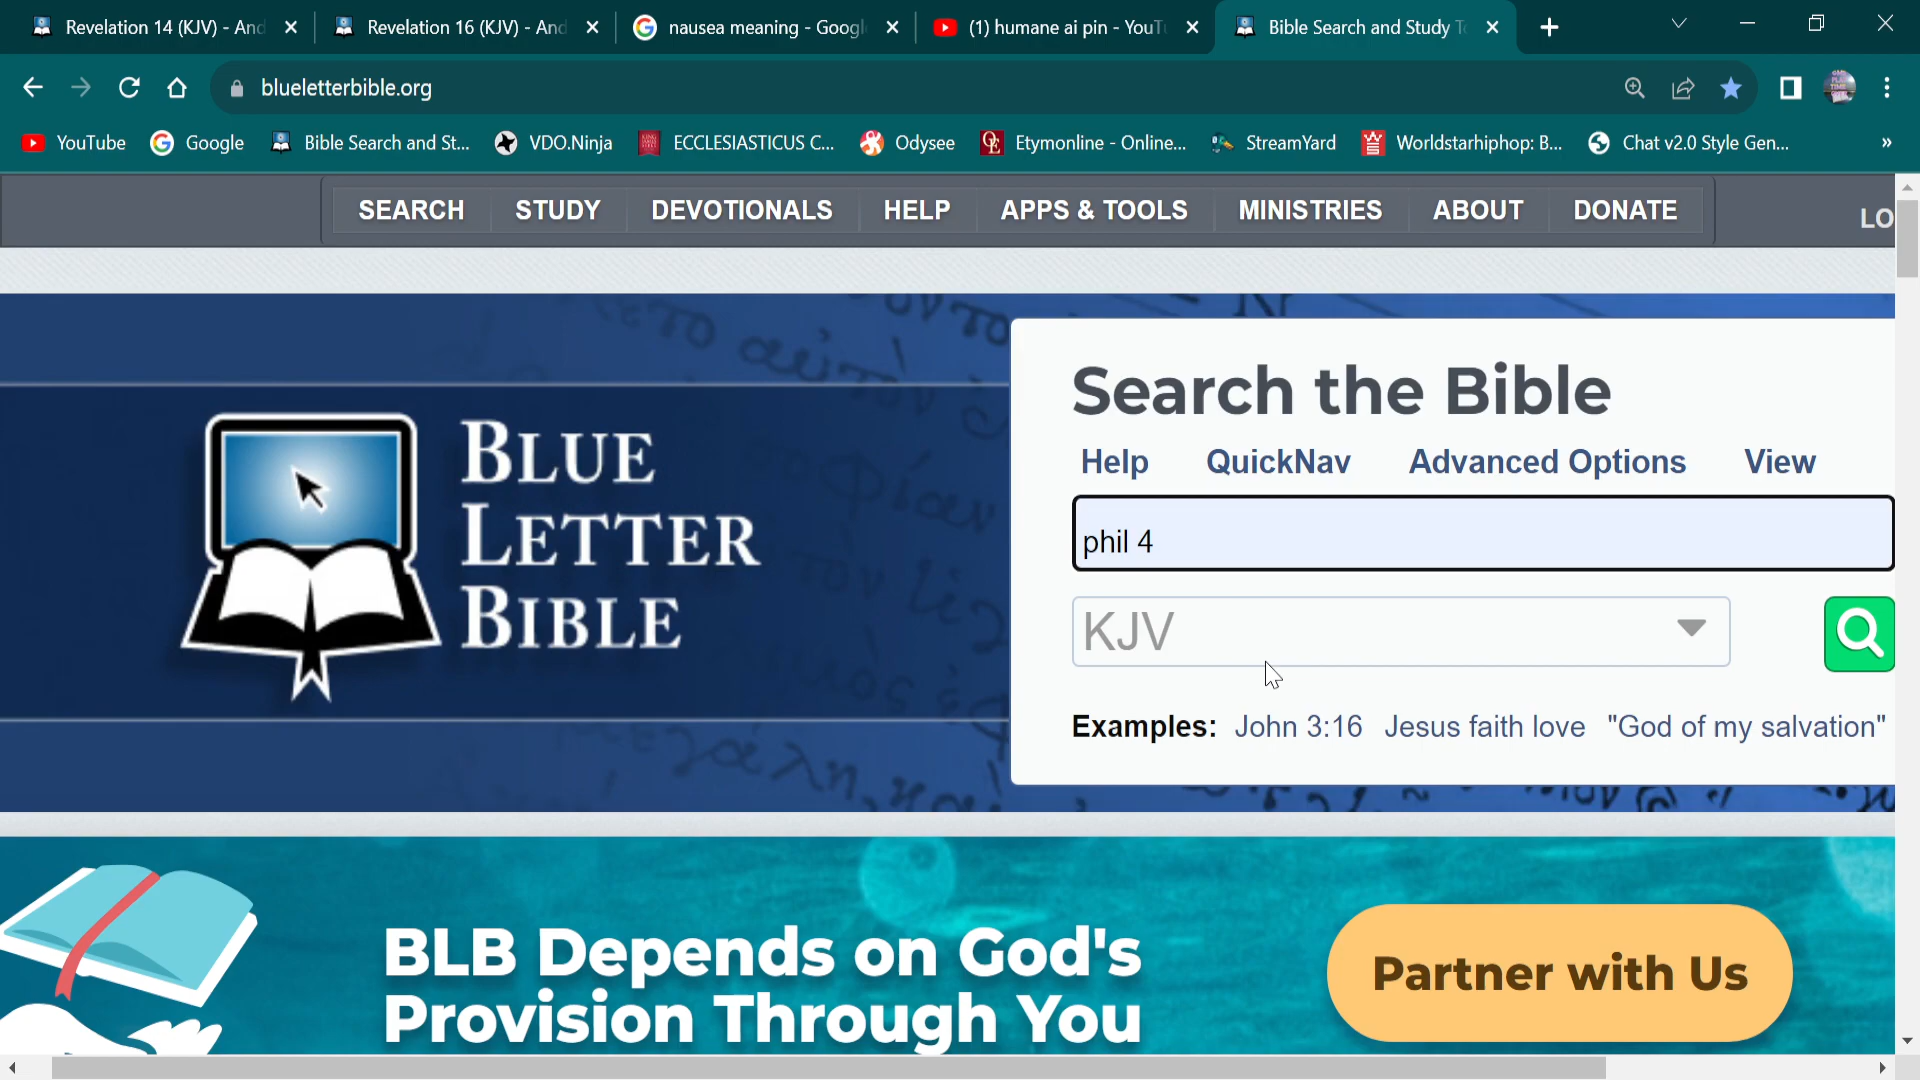 Revelation 14 (KJV) - And
Revelation 16 (KJV) - And
nausea meaning - Googl
(1) humane ai pin - YouTu
Bible Search and Study T
blueletterbible.org
YouTube
Google
Bible Search and St...
VDO.Ninja
ECCLESIASTICUS C...
Odysee
Etymonline - Online...
StreamYard
Worldstarhiphop: B...
Chat v2.0 Style Gen...
»
SEARCH
STUDY
DEVOTIONALS
HELP
APPS & TOOLS
MINISTRIES
ABOUT
DONATE
LO
BLUE
LETTER
BIBLE
Search the Bible
Help QuickNav Advanced Options View
phil 4
KJV
Examples: John 3:16 Jesus faith love "God of my salvation"
BLB Depends on God's
Provision Through You
Partner with Us